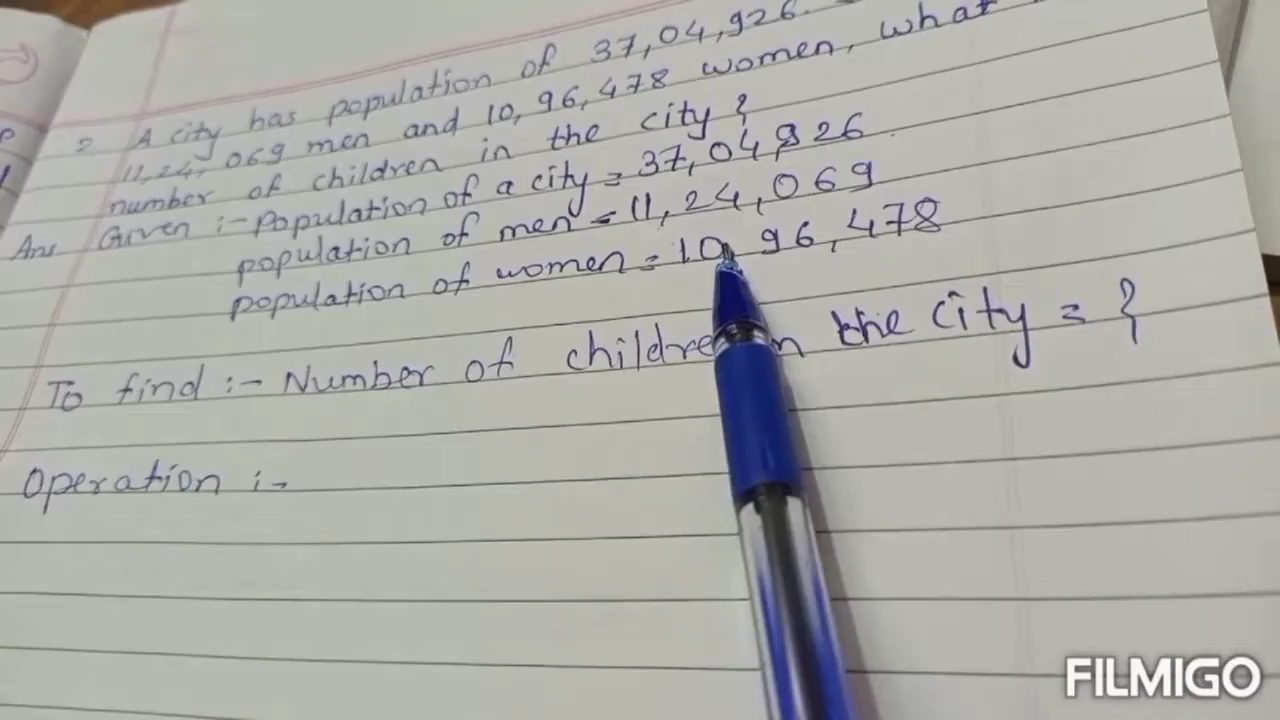 2 A city has population of 37,04,926.
11,24,069 men and 10,96,478 women, what
number of children in the city ?
Ans Given :- Population of a city = 37,04,926.
population of men = 11,24,069
population of women = 10 96,478
To find :- Number of children in the city = ?
Operation :-
FILMIGO